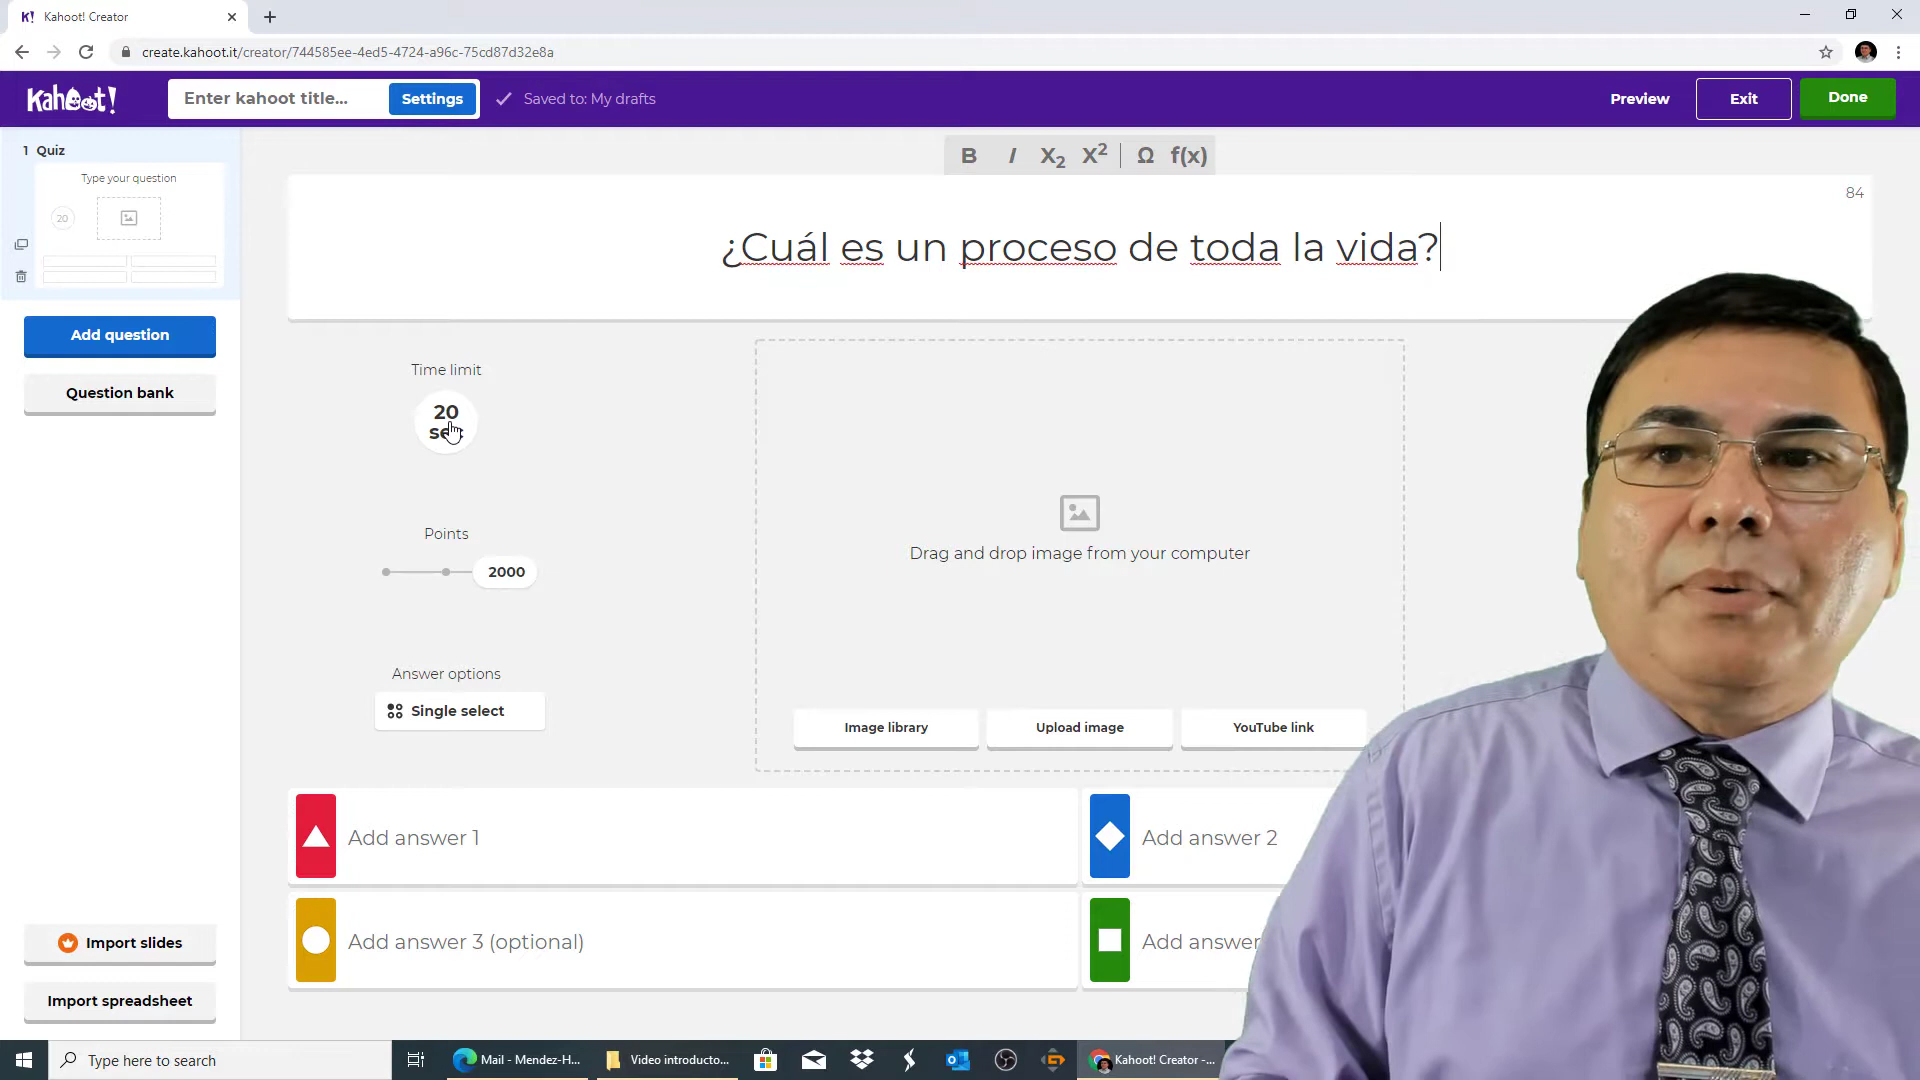 Kahoot! Creator
create.kahoot.it/creator/744585ee-4ed5-4724-a96c-75cd87d32e8a
Kahoot!
Enter kahoot title...
Settings
Saved to: My drafts
Preview
Exit
Done
1 Quiz
Type your question
20
B I X2 X2 Ω f(x)
84
¿Cuál es un proceso de toda la vida?
Add question
Question bank
Time limit
20
Points
2000
Answer options
Single select
Drag and drop image from your computer
Image library
Upload image
YouTube link
Add answer 1
Add answer 2
Add answer 3 (optional)
Add answer
Import slides
Import spreadsheet
Type here to search
Mail - Mendez-H...
Video introducto...
Kahoot! Creator -...